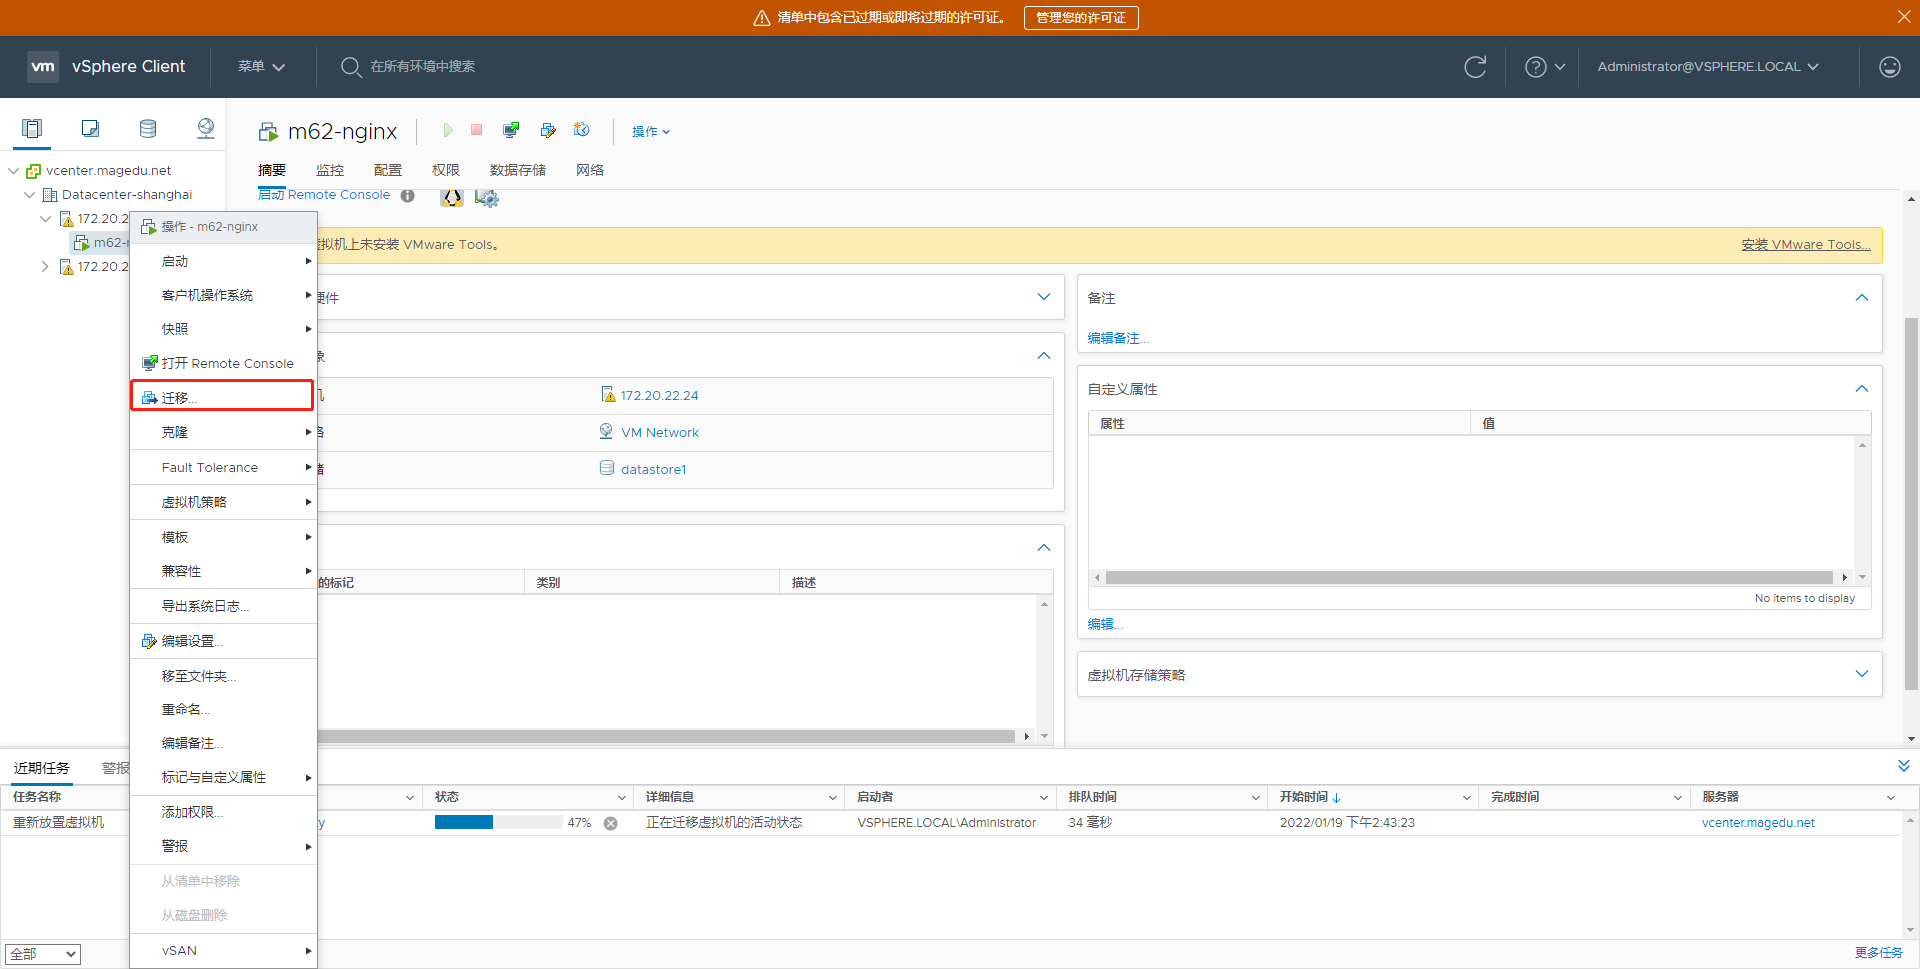 清单中包含已过期或即将过期的许可证。 管理您的许可证
vm vSphere Client 菜单 在所有环境中搜索 Administrator@VSPHERE.LOCAL
m62-nginx 操作
摘要 监控 配置 权限 数据存储 网络
vcenter.magedu.net
Datacenter-shanghai
172.20.2
m62-
172.20.2
启动 Remote Console
拟机上未安装 VMware Tools。 安装 VMware Tools...
操作 - m62-nginx
启动
客户机操作系统
快照
打开 Remote Console
迁移...
克隆
Fault Tolerance
虚拟机策略
模板
兼容性
导出系统日志...
编辑设置...
移至文件夹...
重命名...
编辑备注...
标记与自定义属性
添加权限...
警报
从清单中移除
从磁盘删除
vSAN
硬件
象
机 172.20.22.24
络 VM Network
储 datastore1
的标记 类别 描述
备注
编辑备注...
自定义属性
属性 值
No items to display
编辑...
虚拟机存储策略
近期任务 警报
任务名称 状态 详细信息 启动者 排队时间 开始时间 完成时间 服务器
重新放置虚拟机 y 47% 正在迁移虚拟机的活动状态 VSPHERE.LOCAL\Administrator 34 毫秒 2022/01/19 下午2:43:23 vcenter.magedu.net
全部 更多任务